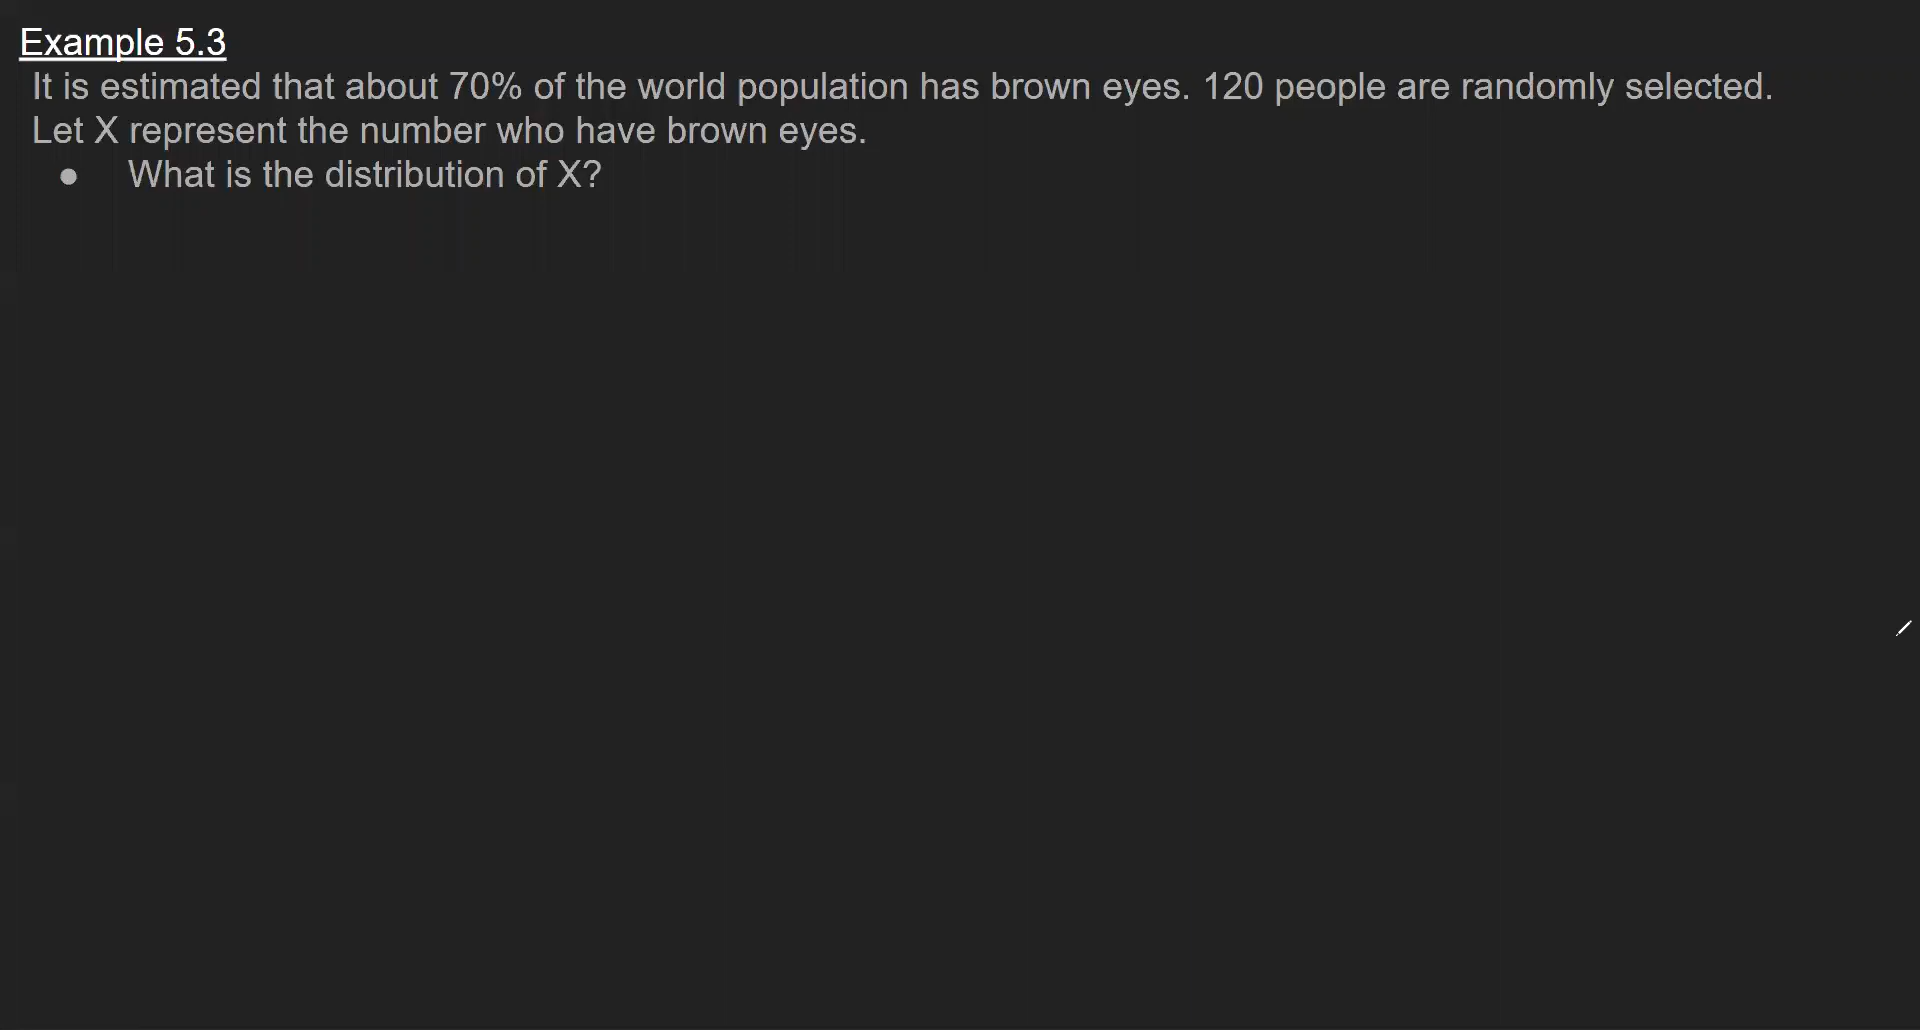 Example 5.3
It is estimated that about 70% of the world population has brown eyes. 120 people are randomly selected.
Let X represent the number who have brown eyes.
● What is the distribution of X?